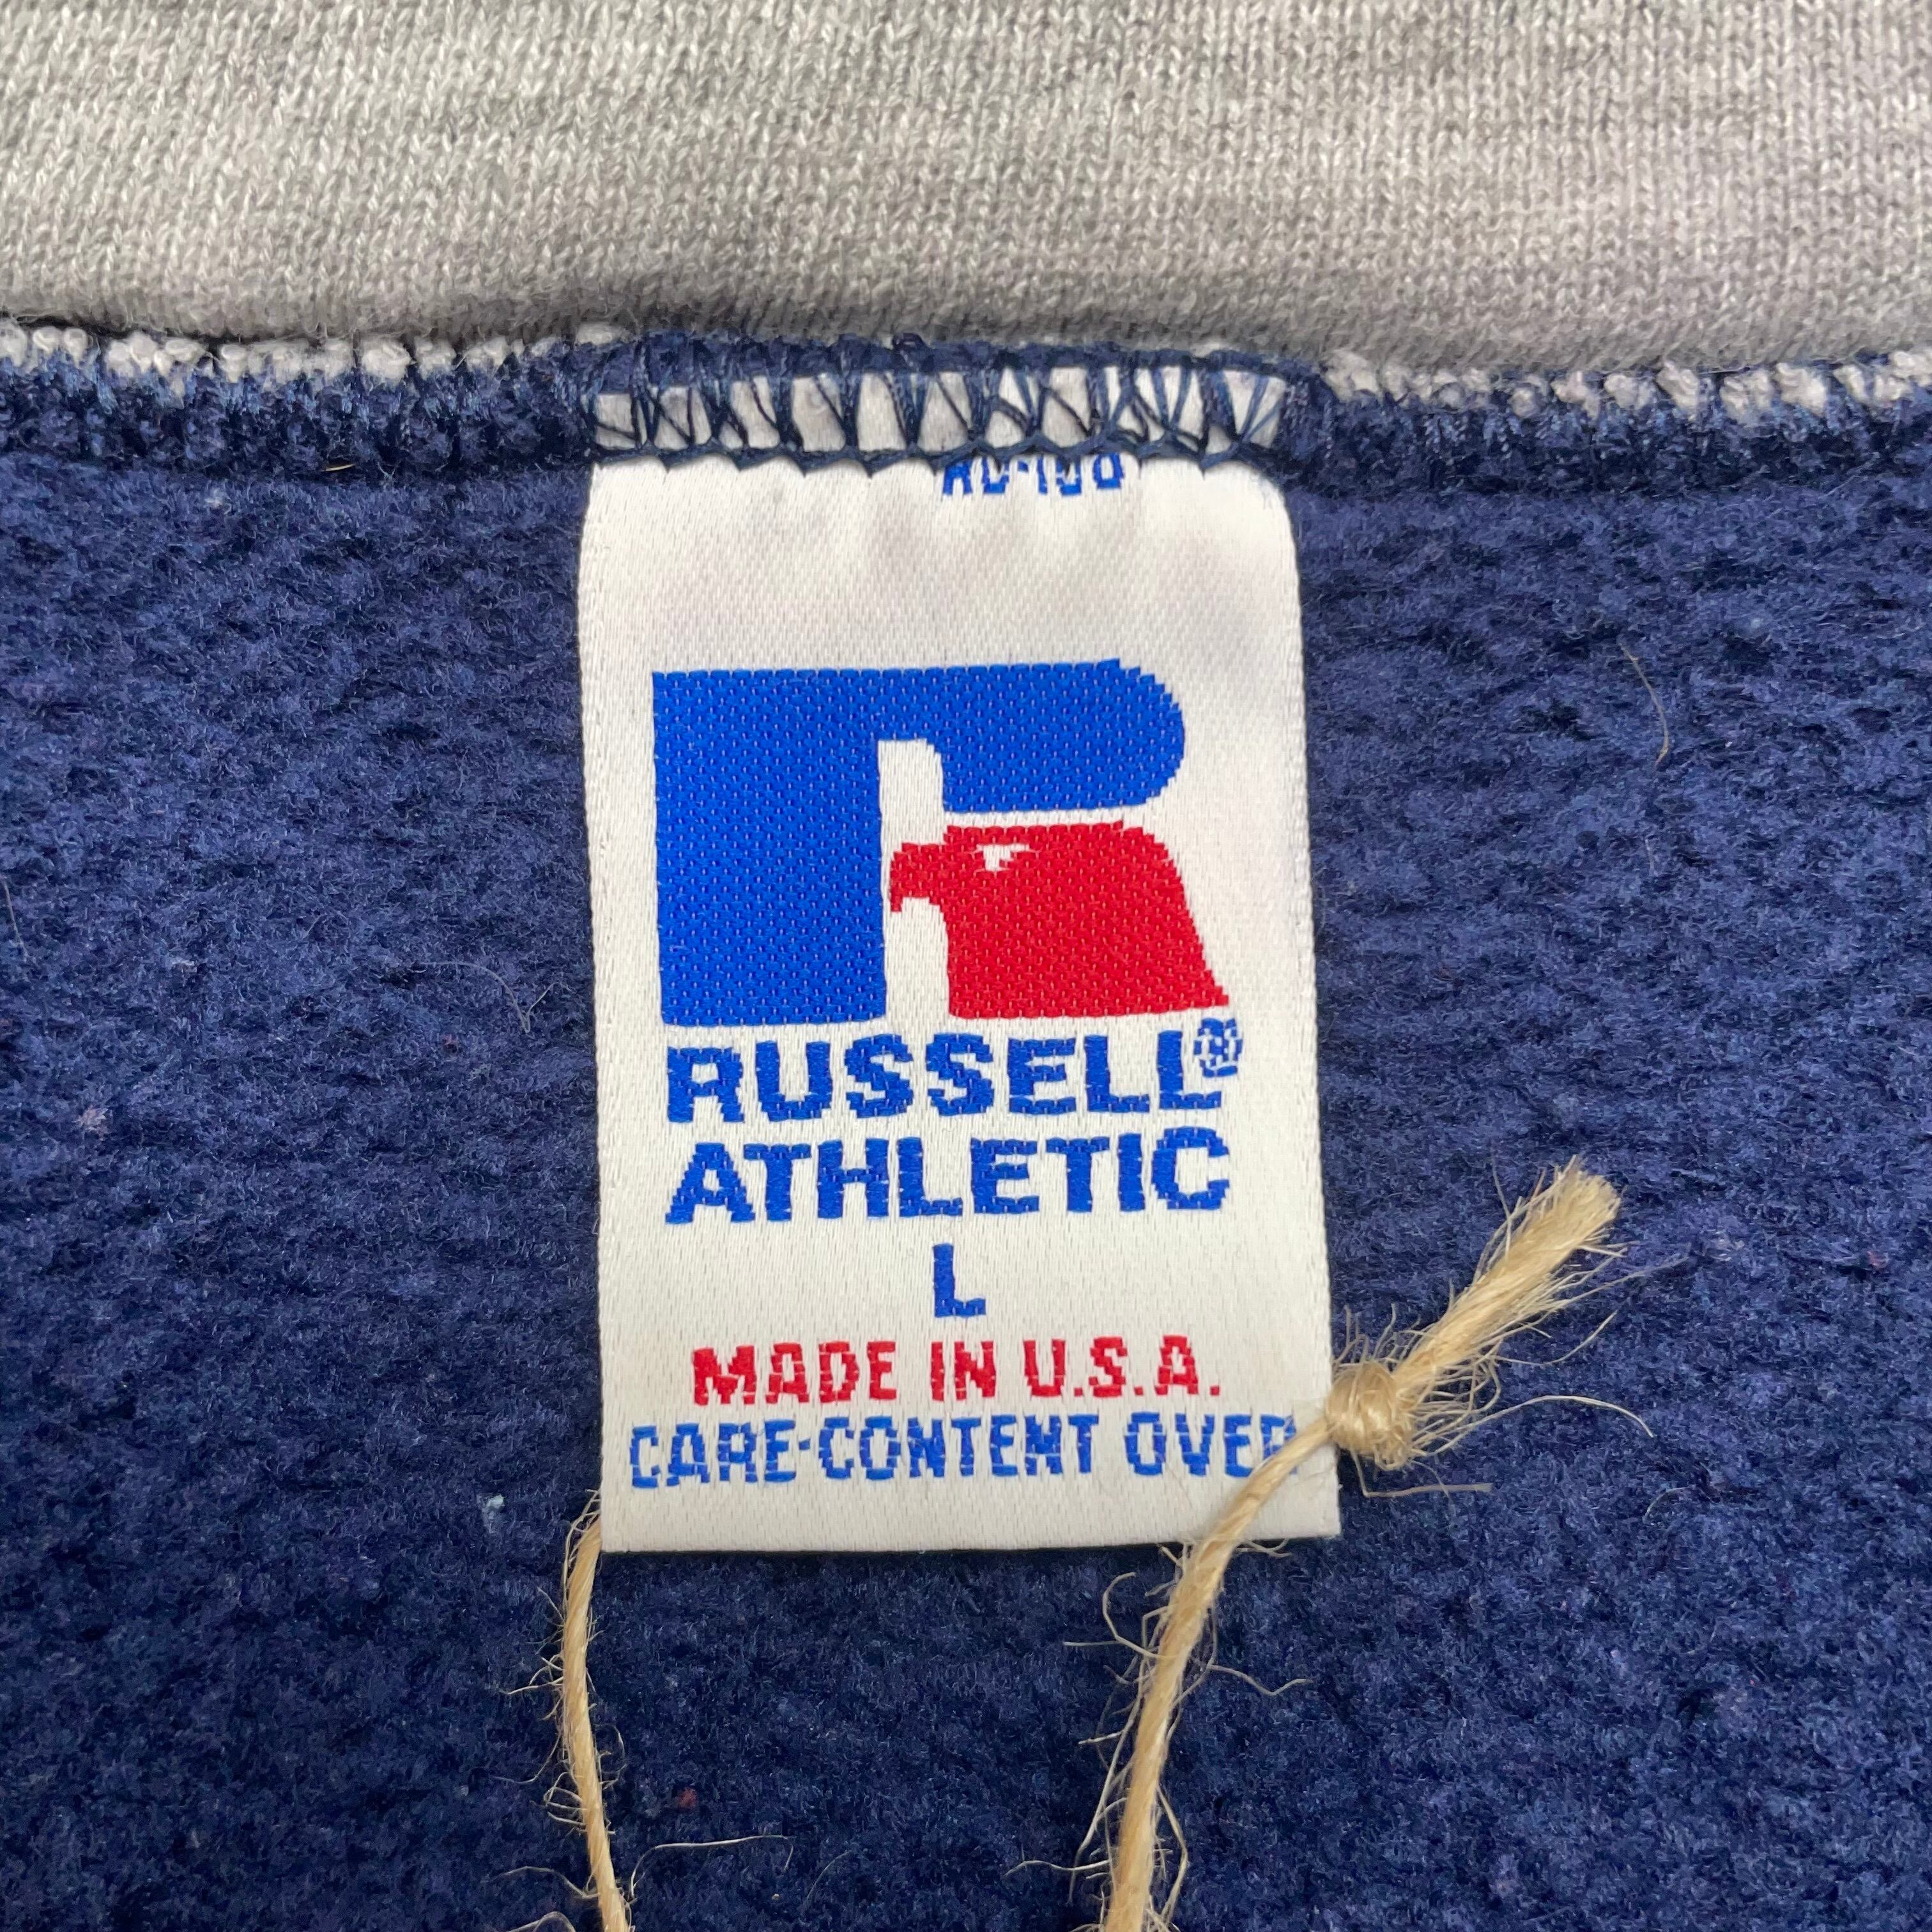 RUSSELL®
ATHLETIC
L
MADE IN U.S.A.
CARE·CONTENT OVER